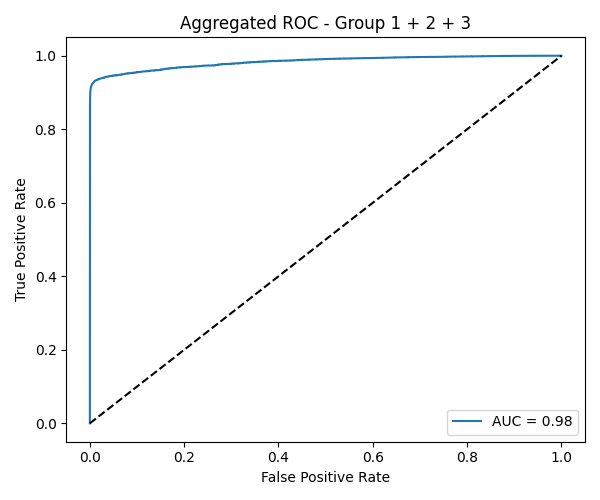 Aggregated ROC - Group 1 + 2 + 3
True Positive Rate
1.0
0.8
0.6
0.4
0.2
0.0
AUC = 0.98
0.0 0.2 0.4 0.6 0.8 1.0
False Positive Rate